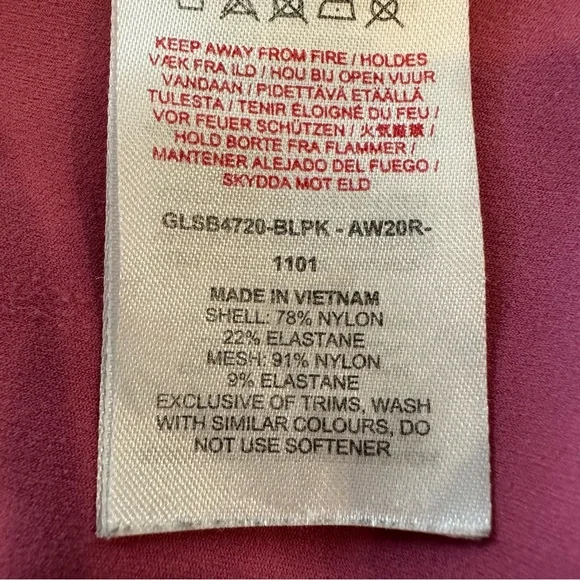 KEEP AWAY FROM FIRE / HOLDES
VÆK FRA ILD / HOU BIJ OPEN VUUR
VANDAAN / PIDETTÄVÄ ETÄÄLLÄ
TULESTA / TENIR ÉLOIGNÉ DU FEU /
VOR FEUER SCHÜTZEN / 火気厳禁 /
HOLD BORTE FRA FLAMMER /
MANTENER ALEJADO DEL FUEGO /
SKYDDA MOT ELD
GLSB4720-BLPK - AW20R-
1101
MADE IN VIETNAM
SHELL: 78% NYLON
22% ELASTANE
MESH: 91% NYLON
9% ELASTANE
EXCLUSIVE OF TRIMS, WASH
WITH SIMILAR COLOURS, DO
NOT USE SOFTENER